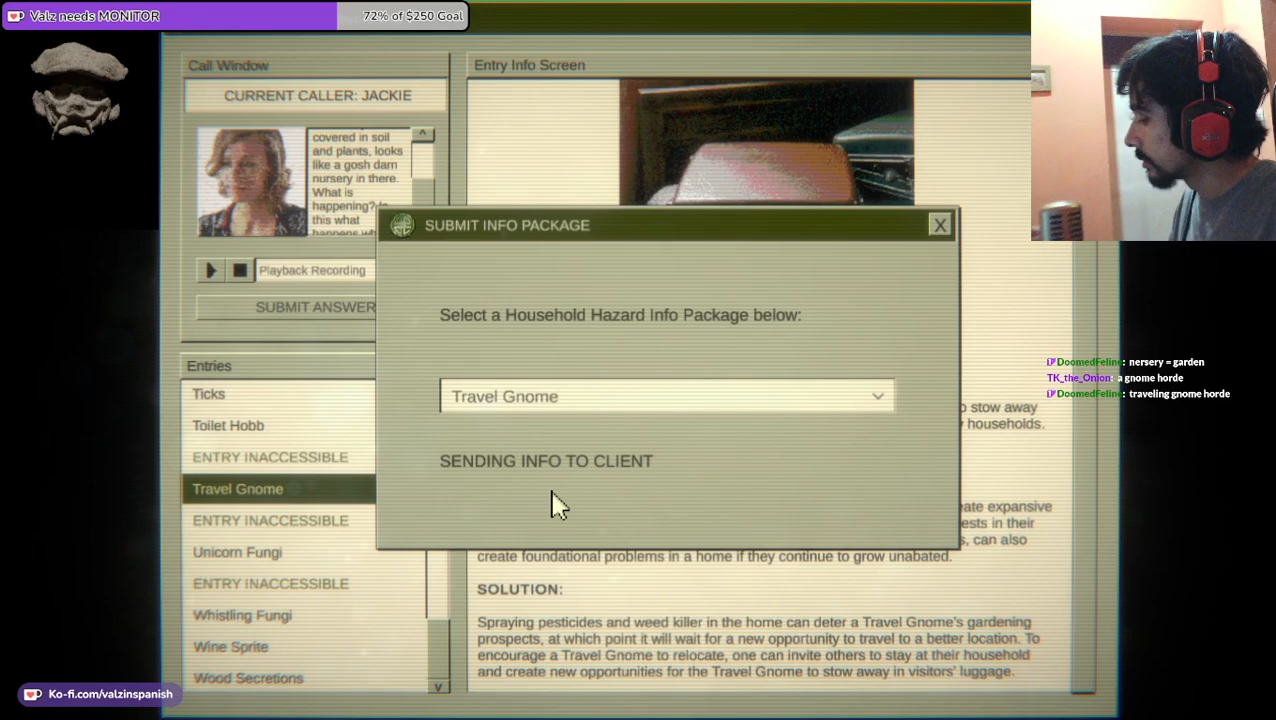 Valz needs MONITOR
72% of $250 Goal
Call Window
CURRENT CALLER: JACKIE
covered in soil
and plants, looks
like a gosh darn
nursery in there.
What is
happening? Is
this what
happens
Playback Recording
SUBMIT ANSWER
Entries
Ticks
Toilet Hobb
ENTRY INACCESSIBLE
Travel Gnome
ENTRY INACCESSIBLE
Unicorn Fungi
ENTRY INACCESSIBLE
Whistling Fungi
Wine Sprite
Wood Secretions
Entry Info Screen
SUBMIT INFO PACKAGE
X
Select a Household Hazard Info Package below:
Travel Gnome
SENDING INFO TO CLIENT
to stow away
households.
expansive
in their
can also
create foundational problems in a home if they continue to grow unabated.
SOLUTION:
Spraying pesticides and weed killer in the home can deter a Travel Gnome's gardening
prospects, at which point it will wait for a new opportunity to travel to a better location. To
encourage a Travel Gnome to relocate, one can invite others to stay at their household
and create new opportunities for the Travel Gnome to stow away in visitors' luggage.
DoomedFeline: nersery = garden
TK_the_Onion: a gnome horde
DoomedFeline: traveling gnome horde
Ko-fi.com/valzinspanish